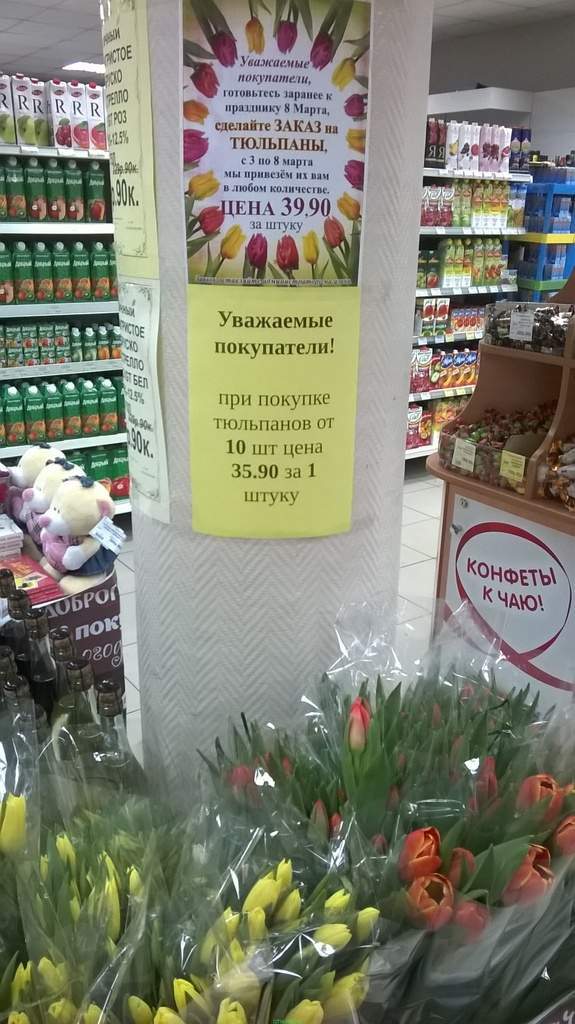 Уважаемые
покупатели,
готовьтесь заранее к
празднику 8 Марта,
сделайте ЗАКАЗ на
ТЮЛЬПАНЫ,
с 3 по 8 марта
мы привезём их вам
в любом количестве.
ЦЕНА 39,90
за штуку
Уважаемые
покупатели!
при покупке
тюльпанов от
10 шт цена
35.90 за 1
штуку
КОНФЕТЫ
К ЧАЮ!
.90к.
Добрый
R R R
Я Я